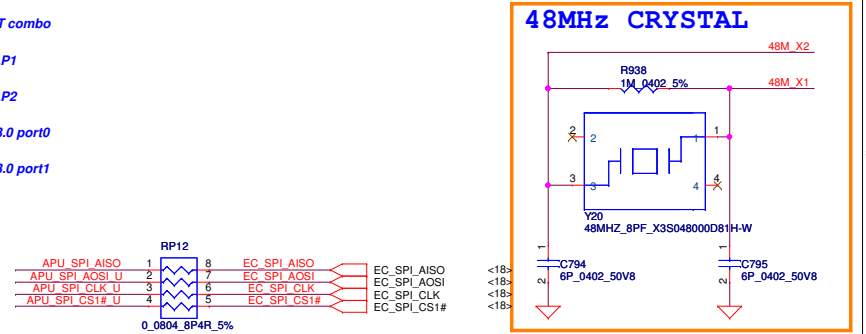 T combo
48MHz CRYSTAL
48M_X2
P1
R938
1M_0402_5%
48M_X1
P2
3.0 port0
2
2
1
1
3.0 port1
3
3
4
4
Y20
48MHZ_8PF_X3S048000D81H-W
RP12
APU_SPI_AISO
1
8
EC_SPI_AISO
EC_SPI_AISO
<18>
APU_SPI_AOSI_U
2
7
EC_SPI_AOSI
EC_SPI_AOSI
<18>
APU_SPI_CLK_U
3
6
EC_SPI_CLK
EC_SPI_CLK
<18>
APU_SPI_CS1#_U
4
5
EC_SPI_CS1#
EC_SPI_CS1#
<18>
0_0804_8P4R_5%
1
C794
6P_0402_50V8
2
1
C795
6P_0402_50V8
2